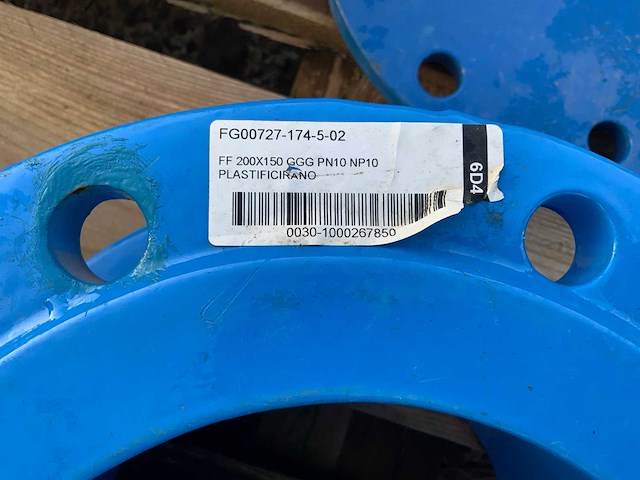 FG00727-174-5-02
FF 200X150 GGG PN10 NP10
PLASTIFICIRANO
6D4
0030-1000267850